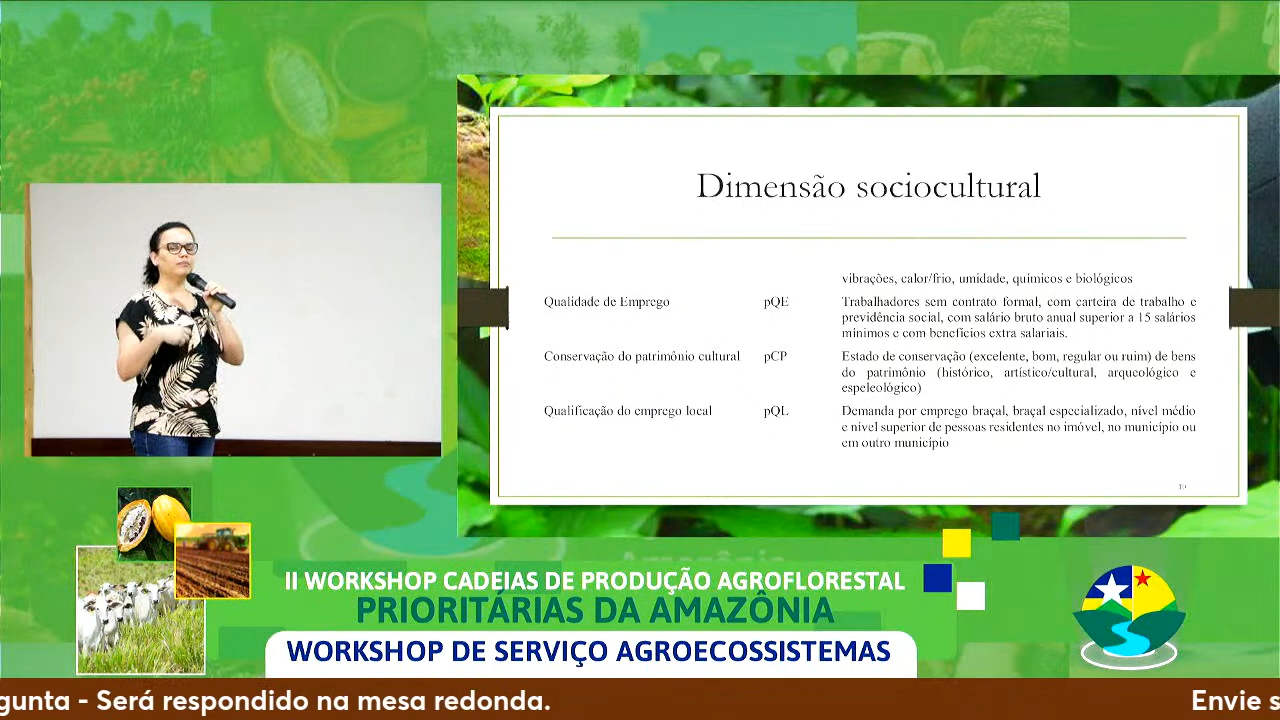 Dimensão sociocultural
vibrações, calor/frio, umidade, químicos e biológicos
Qualidade de Emprego pQE Trabalhadores sem contrato formal, com carteira de trabalho e
previdência social, com salário bruto anual superior a 15 salários
mínimos e com benefícios extra salariais.
Conservação do patrimônio cultural pCP Estado de conservação (excelente, bom, regular ou ruim) de bens
do patrimônio (histórico, artístico/cultural, arqueológico e
espeleológico)
Qualificação do emprego local pQL Demanda por emprego braçal, braçal especializado, nível médio
e nível superior de pessoas residentes no imóvel, no município ou
em outro município
II WORKSHOP CADEIAS DE PRODUÇÃO AGROFLORESTAL
PRIORITÁRIAS DA AMAZÔNIA
WORKSHOP DE SERVIÇO AGROECOSSISTEMAS
gunta - Será respondido na mesa redonda. Envie s